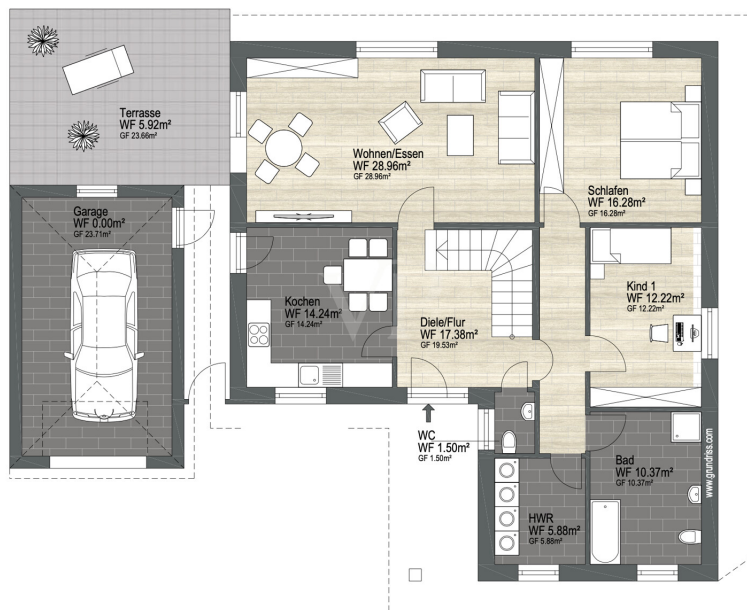 Terrasse
WF 5.92m²
GF 23.66m²
Wohnen/Essen
WF 28.96m²
GF 28.96m²
Schlafen
WF 16.28m²
GF 16.28m²
Garage
WF 0.00m²
GF 23.71m²
Kochen
WF 14.24m²
GF 14.24m²
Diele/Flur
WF 17.38m²
GF 19.53m²
Kind 1
WF 12.22m²
GF 12.22m²
WC
WF 1.50m²
GF 1.50m²
Bad
WF 10.37m²
GF 10.37m²
HWR
WF 5.88m²
GF 5.88m²
www.grundriss.com